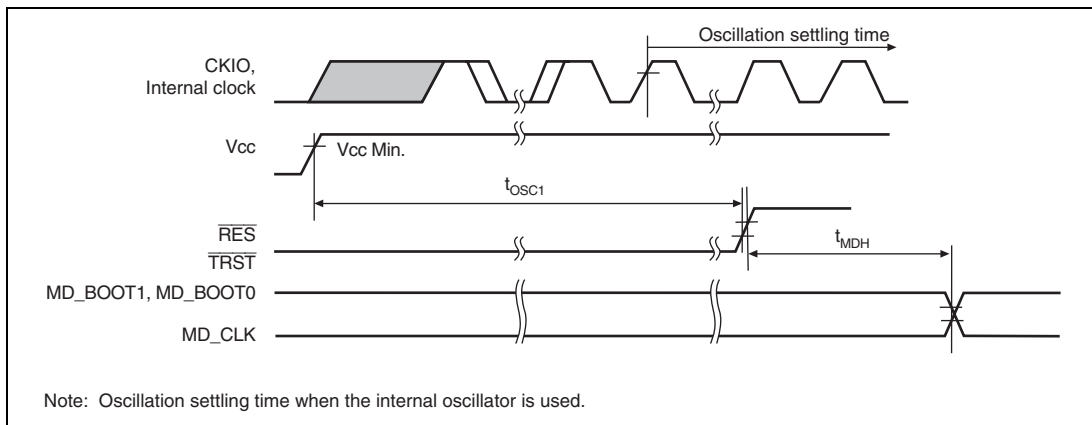 Oscillation settling time
CKIO,
Internal clock
Vcc
Vcc Min.
tOSC1
RES
tMDH
TRST
MD_BOOT1, MD_BOOT0
MD_CLK
Note: Oscillation settling time when the internal oscillator is used.